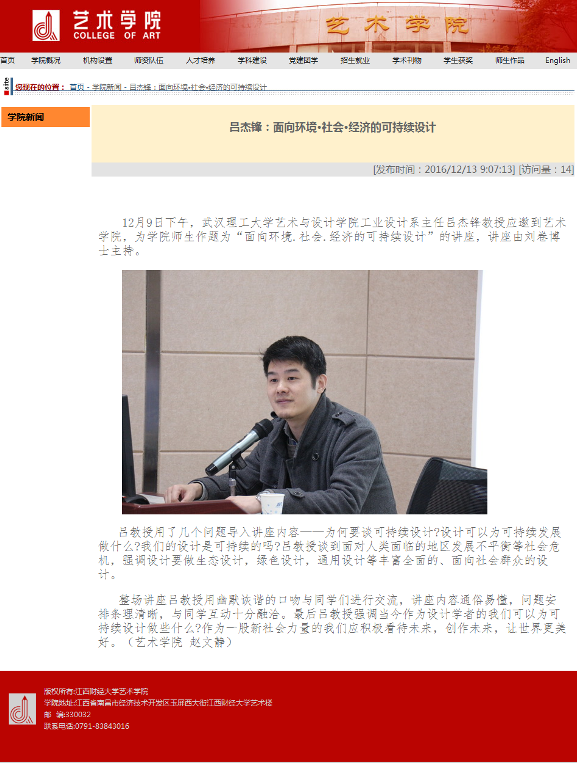 艺术学院
COLLEGE OF ART
艺术学院
首页 学院概况 机构设置 师资队伍 人才培养 学科建设 党建团学 招生就业 学术刊物 学生获奖 师生作品 English
您现在的位置： 首页 - 学院新闻 - 吕杰锋：面向环境•社会•经济的可持续设计
学院新闻
吕杰锋：面向环境•社会•经济的可持续设计
[发布时间：2016/12/13 9:07:13] [访问量：14]
12月9日下午，武汉理工大学艺术与设计学院工业设计系主任吕杰锋教授应邀到艺术
学院，为学院师生作题为“面向环境.社会.经济的可持续设计”的讲座，讲座由刘春博
士主持。
吕教授用了几个问题导入讲座内容——为何要谈可持续设计?设计可以为可持续发展
做什么?我们的设计是可持续的吗?吕教授谈到面对人类面临的地区发展不平衡等社会危
机，强调设计要做生态设计，绿色设计，通用设计等丰富全面的、面向社会群众的设
计。
整场讲座吕教授用幽默诙谐的口吻与同学们进行交流，讲座内容通俗易懂，问题安
排条理清晰，与同学互动十分融洽。最后吕教授强调当今作为设计学者的我们可以为可
持续设计做些什么?作为一股新社会力量的我们应积极看待未来，创作未来，让世界更美
好。（艺术学院 赵文静）
版权所有:江西财经大学艺术学院
学院地址:江西省南昌市经济技术开发区玉屏西大街江西财经大学艺术楼
邮 编:330032
联系电话:0791-83843016